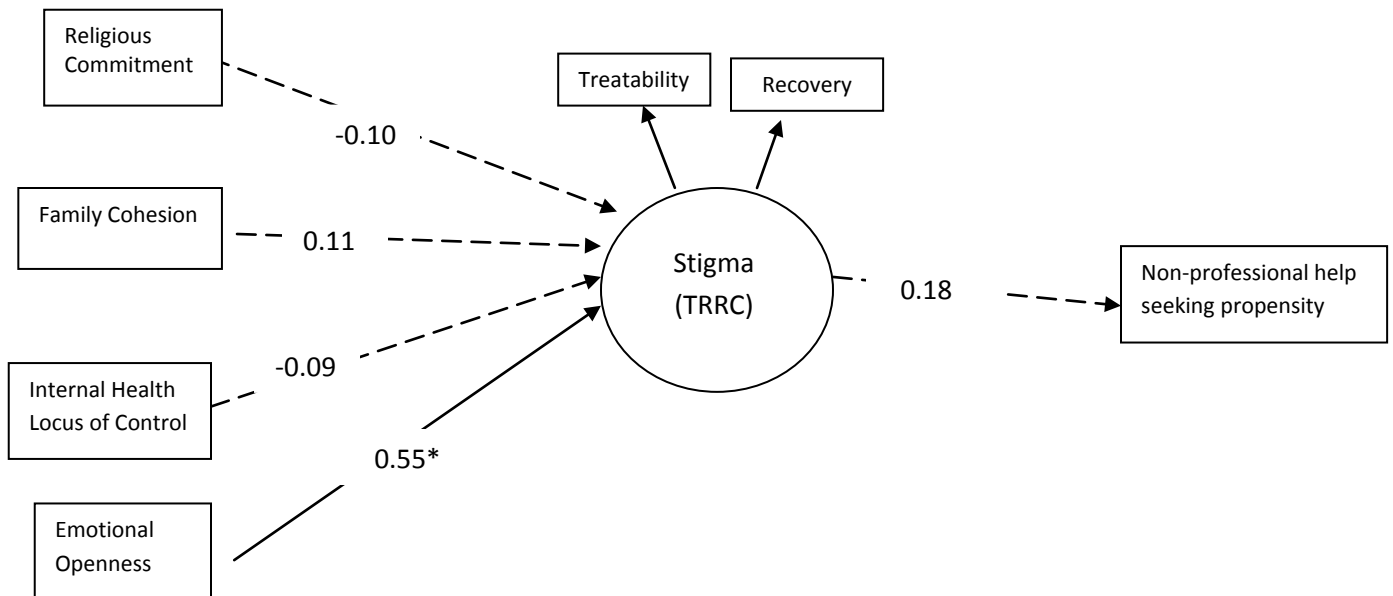 Religious
Commitment
Treatability
Recovery
-0.10
Family Cohesion
0.11
Stigma
(TRRC)
0.18
Non-professional help
seeking propensity
-0.09
Internal Health
Locus of Control
0.55*
Emotional
Openness